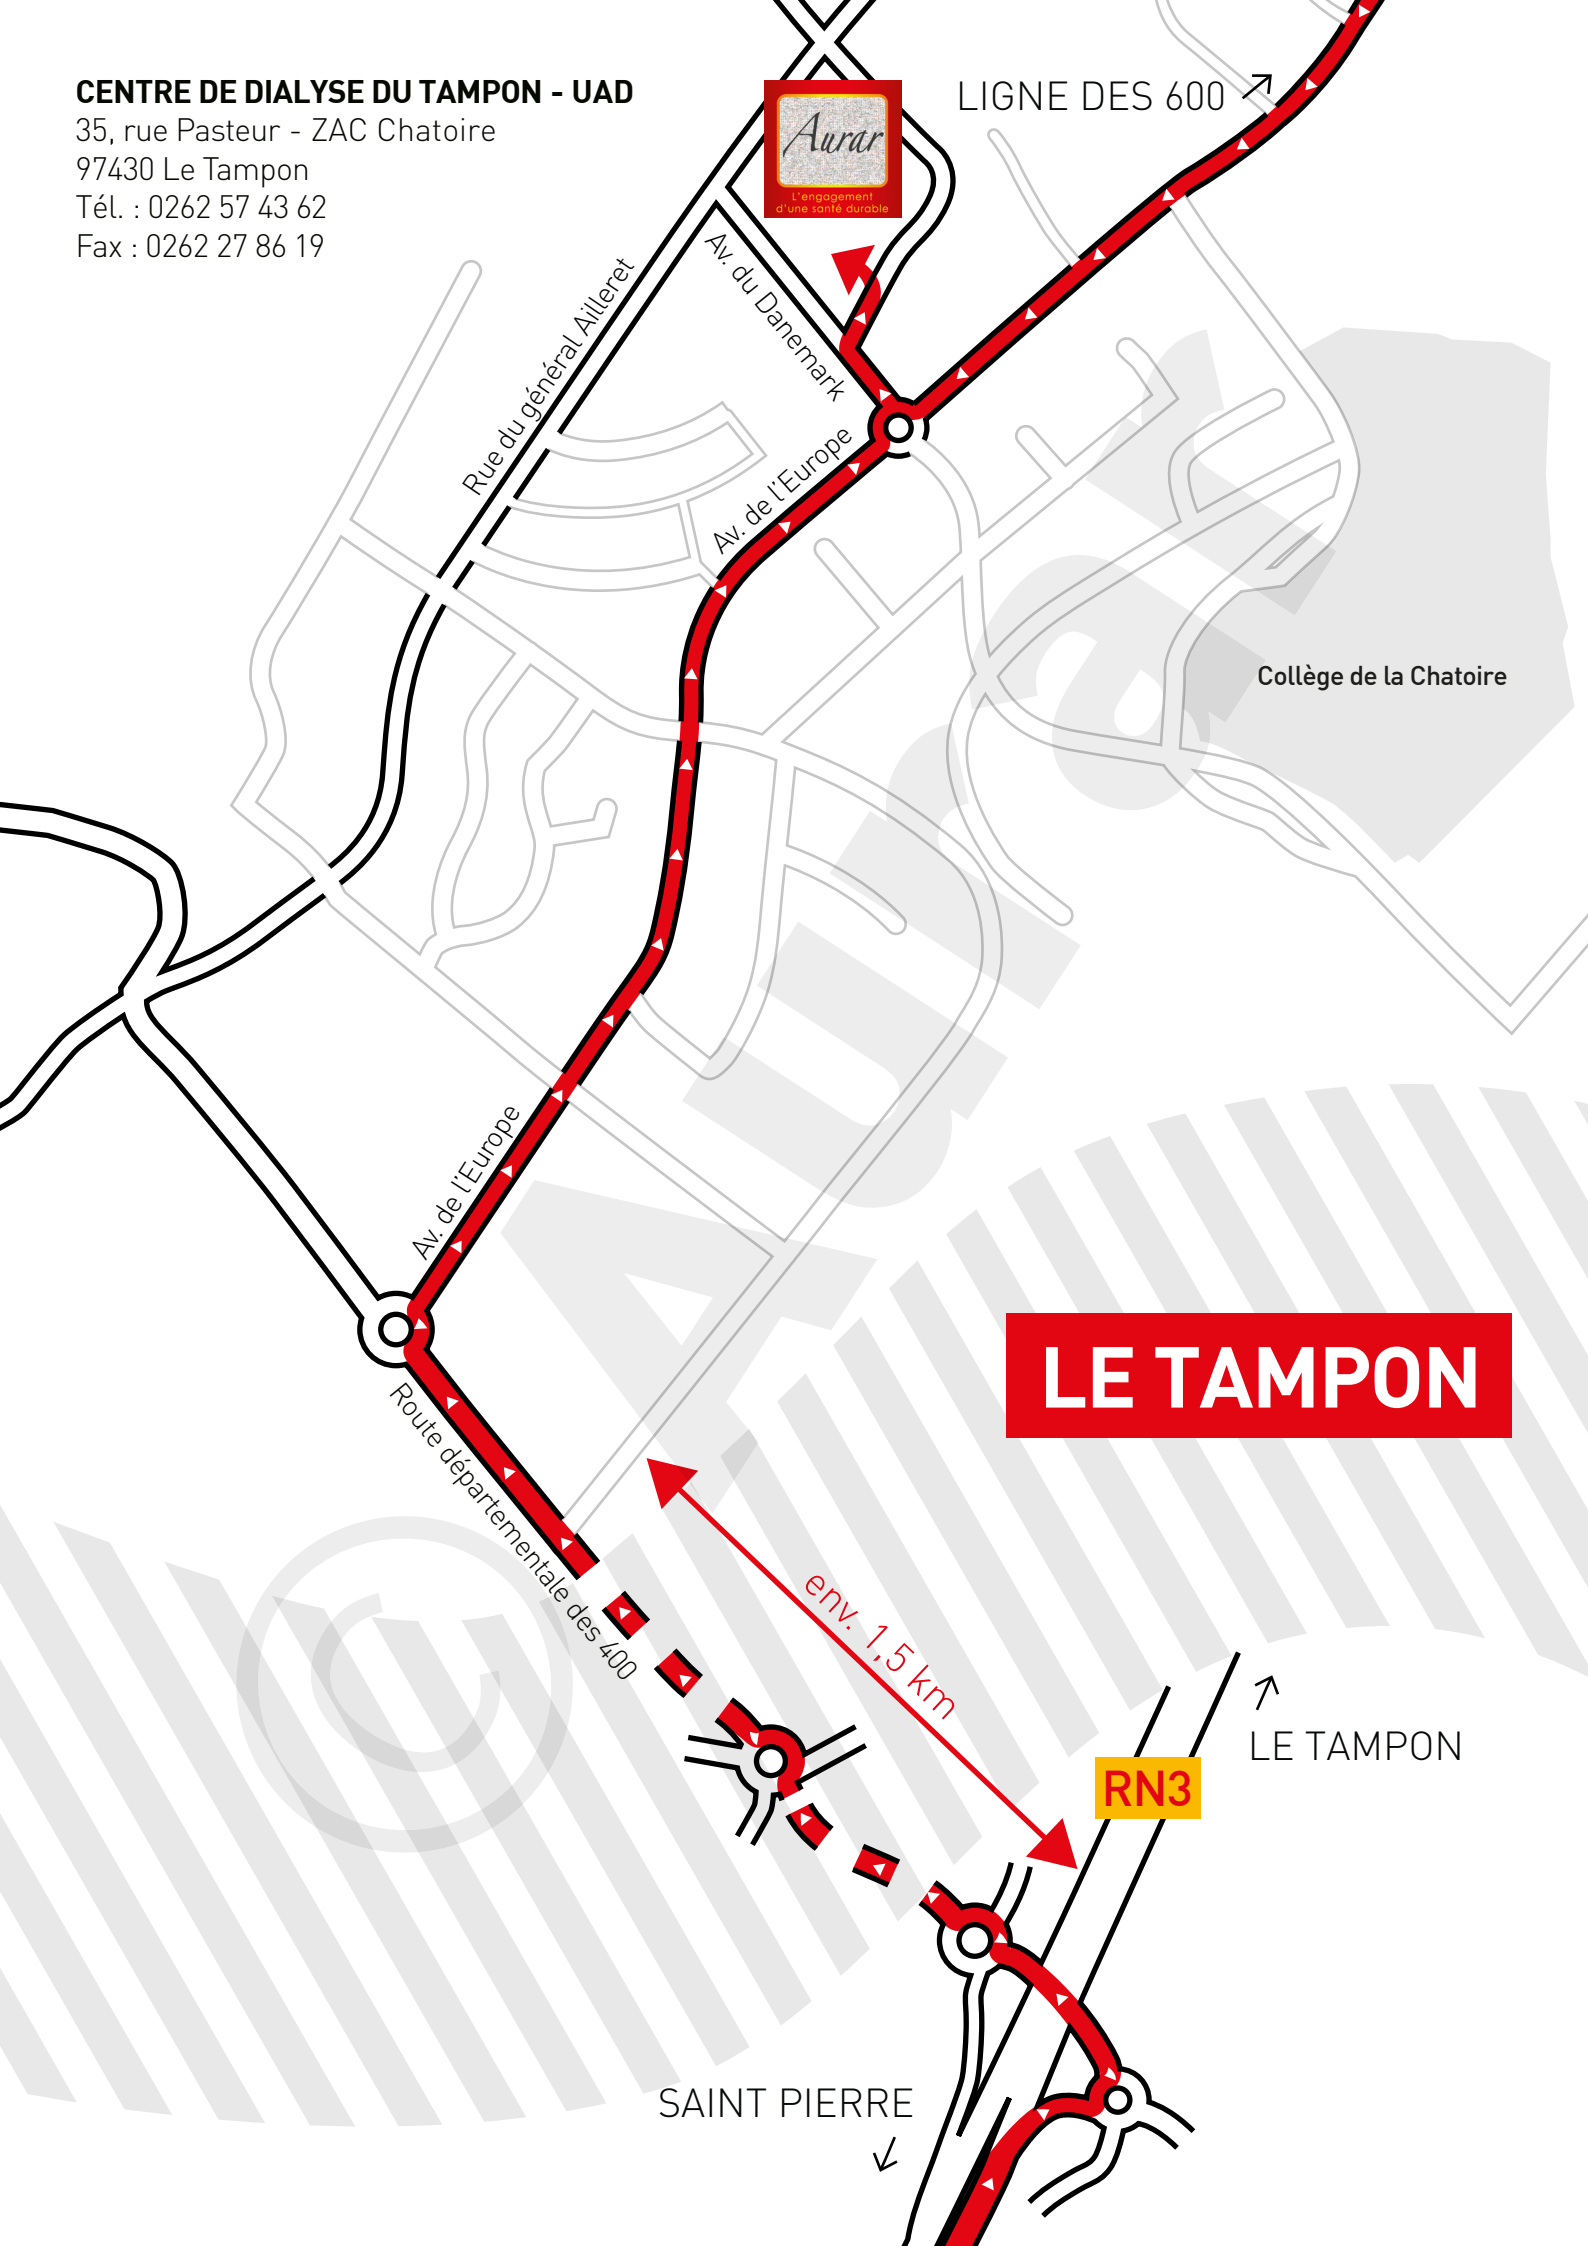 CENTRE DE DIALYSE DU TAMPON - UAD
35, rue Pasteur - ZAC Chatoire
97430 Le Tampon
Tél. : 0262 57 43 62
Fax : 0262 27 86 19
Aurar
L'engagement
d'une santé durable
LIGNE DES 600
Rue du général Ailleret
Av. du Danemark
Av. de l'Europe
Collège de la Chatoire
Av. de l'Europe
LE TAMPON
Route départementale des 400
env. 1,5 km
LE TAMPON
RN3
SAINT PIERRE
© Aurar